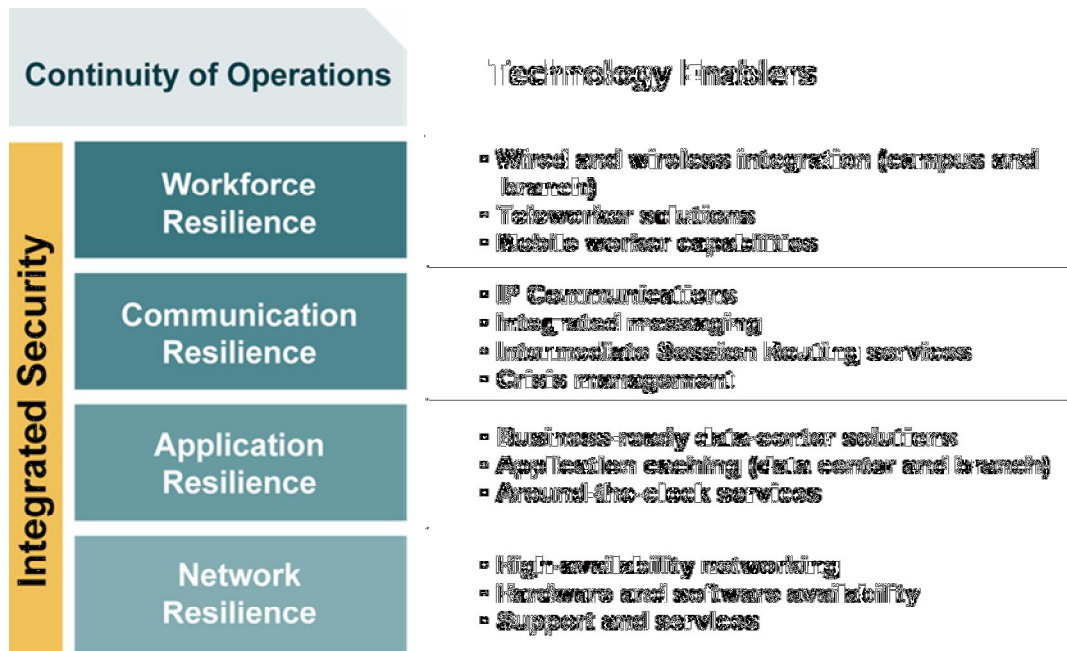 Continuity of Operations
Technology Enablers
Integrated Security
Workforce
Resilience
▪ Wired and wireless integration (campus and
branch)
▪ Teleworker solutions
▪ Mobile worker capabilities
Communication
Resilience
▪ IP Communications
▪ Integrated messaging
▪ Intermediate Session Routing services
▪ Crisis management
Application
Resilience
▪ Business-ready data-center solutions
▪ Application caching (data center and branch)
▪ Around-the-clock services
Network
Resilience
▪ High-availability networking
▪ Hardware and software availability
▪ Support and services